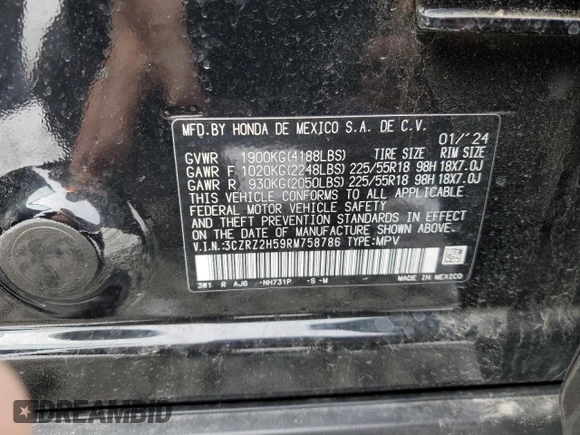 MFD.BY HONDA DE MEXICO S.A. DE C.V. 01/'24
GVWR 1900KG(4188LBS) TIRE SIZE RIM SIZE
GAWR F 1020KG(2248LBS) 225/55R18 98H 18X7.0J
GAWR R 930KG(2050LBS) 225/55R18 98H 18X7.0J
THIS VEHICLE CONFORMS TO ALL APPLICABLE
FEDERAL MOTOR VEHICLE SAFETY
AND THEFT PREVENTION STANDARDS IN EFFECT
ON THE DATE OF MANUFACTURE SHOWN ABOVE.
V.I.N.:3CZRZ2H59RM758786 TYPE:MPV
3W1 R AJ6 -NH731P -S -M MADE IN MEXICO
DREAMBID